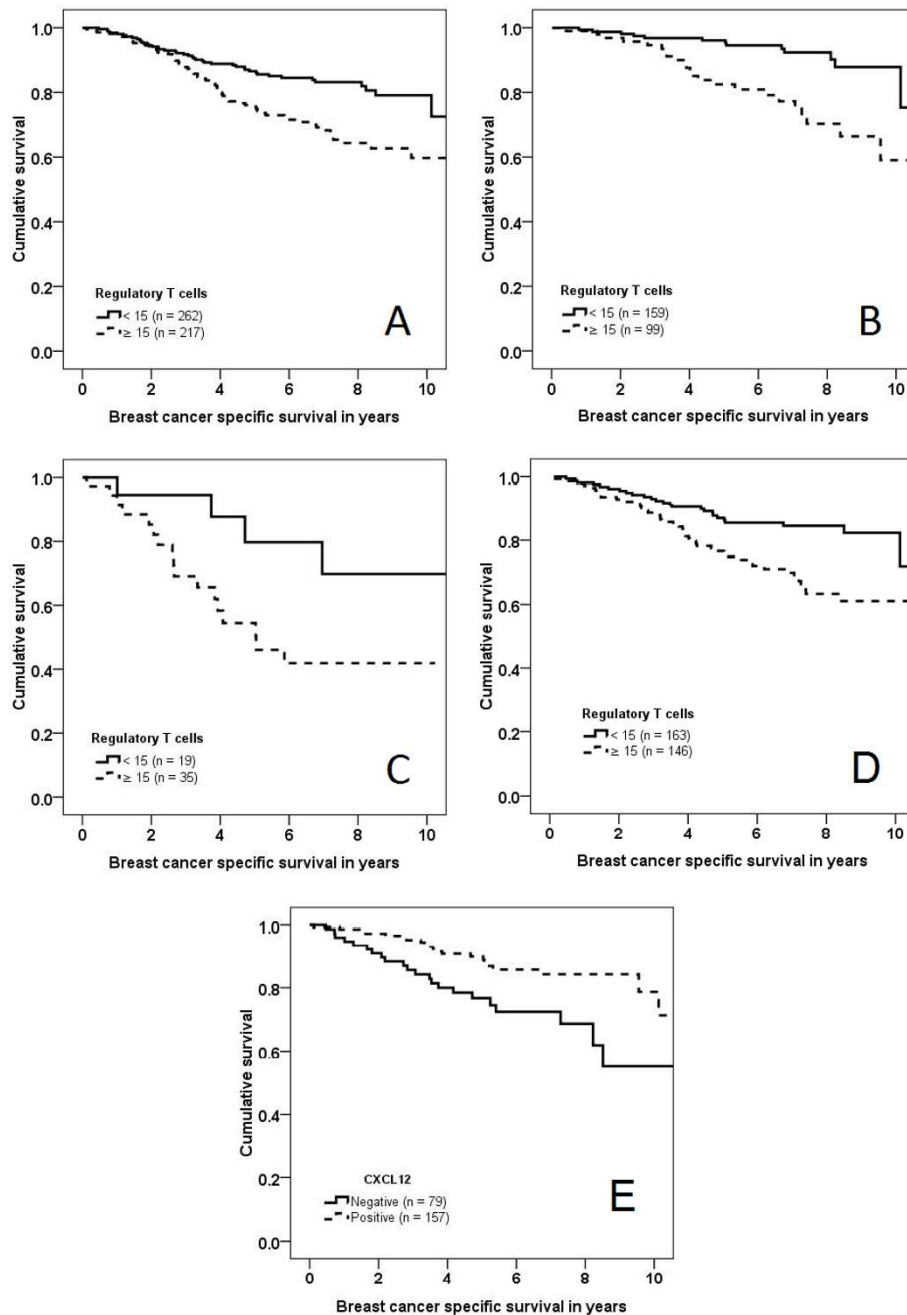 1.0
0.8
0.6
0.4
0.2
0.0
Cumulative survival
Regulatory T cells
< 15 (n = 262)
≥ 15 (n = 217)
A
0 2 4 6 8 10
Breast cancer specific survival in years
1.0
0.8
0.6
0.4
0.2
0.0
Cumulative survival
Regulatory T cells
< 15 (n = 159)
≥ 15 (n = 99)
B
0 2 4 6 8 10
Breast cancer specific survival in years
1.0
0.8
0.6
0.4
0.2
0.0
Cumulative survival
Regulatory T cells
< 15 (n = 19)
≥ 15 (n = 35)
C
0 2 4 6 8 10
Breast cancer specific survival in years
1.0
0.8
0.6
0.4
0.2
0.0
Cumulative survival
Regulatory T cells
< 15 (n = 163)
≥ 15 (n = 146)
D
0 2 4 6 8 10
Breast cancer specific survival in years
1.0
0.8
0.6
0.4
0.2
0.0
Cumulative survival
CXCL12
Negative (n = 79)
Positive (n = 157)
E
0 2 4 6 8 10
Breast cancer specific survival in years